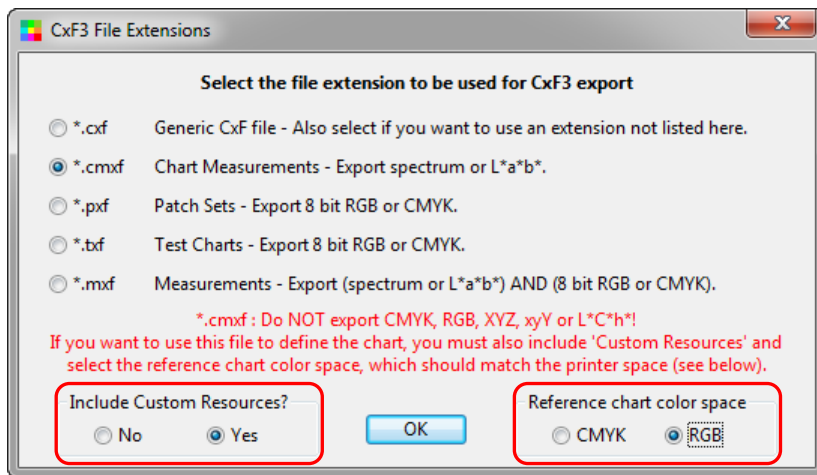 CxF3 File Extensions
Select the file extension to be used for CxF3 export
*.cxf Generic CxF file - Also select if you want to use an extension not listed here.
*.cmxf Chart Measurements - Export spectrum or L*a*b*.
*.pxf Patch Sets - Export 8 bit RGB or CMYK.
*.txf Test Charts - Export 8 bit RGB or CMYK.
*.mxf Measurements - Export (spectrum or L*a*b*) AND (8 bit RGB or CMYK).
*.cmxf : Do NOT export CMYK, RGB, XYZ, xyY or L*C*h*!
If you want to use this file to define the chart, you must also include 'Custom Resources' and
select the reference chart color space, which should match the printer space (see below).
Include Custom Resources?
No Yes
OK
Reference chart color space
CMYK RGB